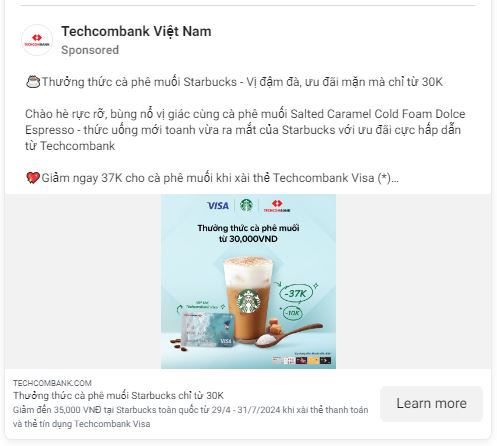 Techcombank Việt Nam
Sponsored
Thưởng thức cà phê muối Starbucks - Vị đậm đà, ưu đãi mặn mà chỉ từ 30K
Chào hè rực rỡ, bùng nổ vị giác cùng cà phê muối Salted Caramel Cold Foam Dolce
Espresso - thức uống mới toanh vừa ra mắt của Starbucks với ưu đãi cực hấp dẫn
từ Techcombank
Giảm ngay 37K cho cà phê muối khi xài thẻ Techcombank Visa (*)...
VISA
TECHCOMBANK
Thưởng thức cà phê muối
từ 30,000VND
-37K
-10K
VISA
TECHCOMBANK.COM
Thưởng thức cà phê muối Starbucks chỉ từ 30K
Giảm đến 35,000 VNĐ tại Starbucks toàn quốc từ 29/4 - 31/7/2024 khi xài thẻ thanh toán
và thẻ tín dụng Techcombank Visa
Learn more